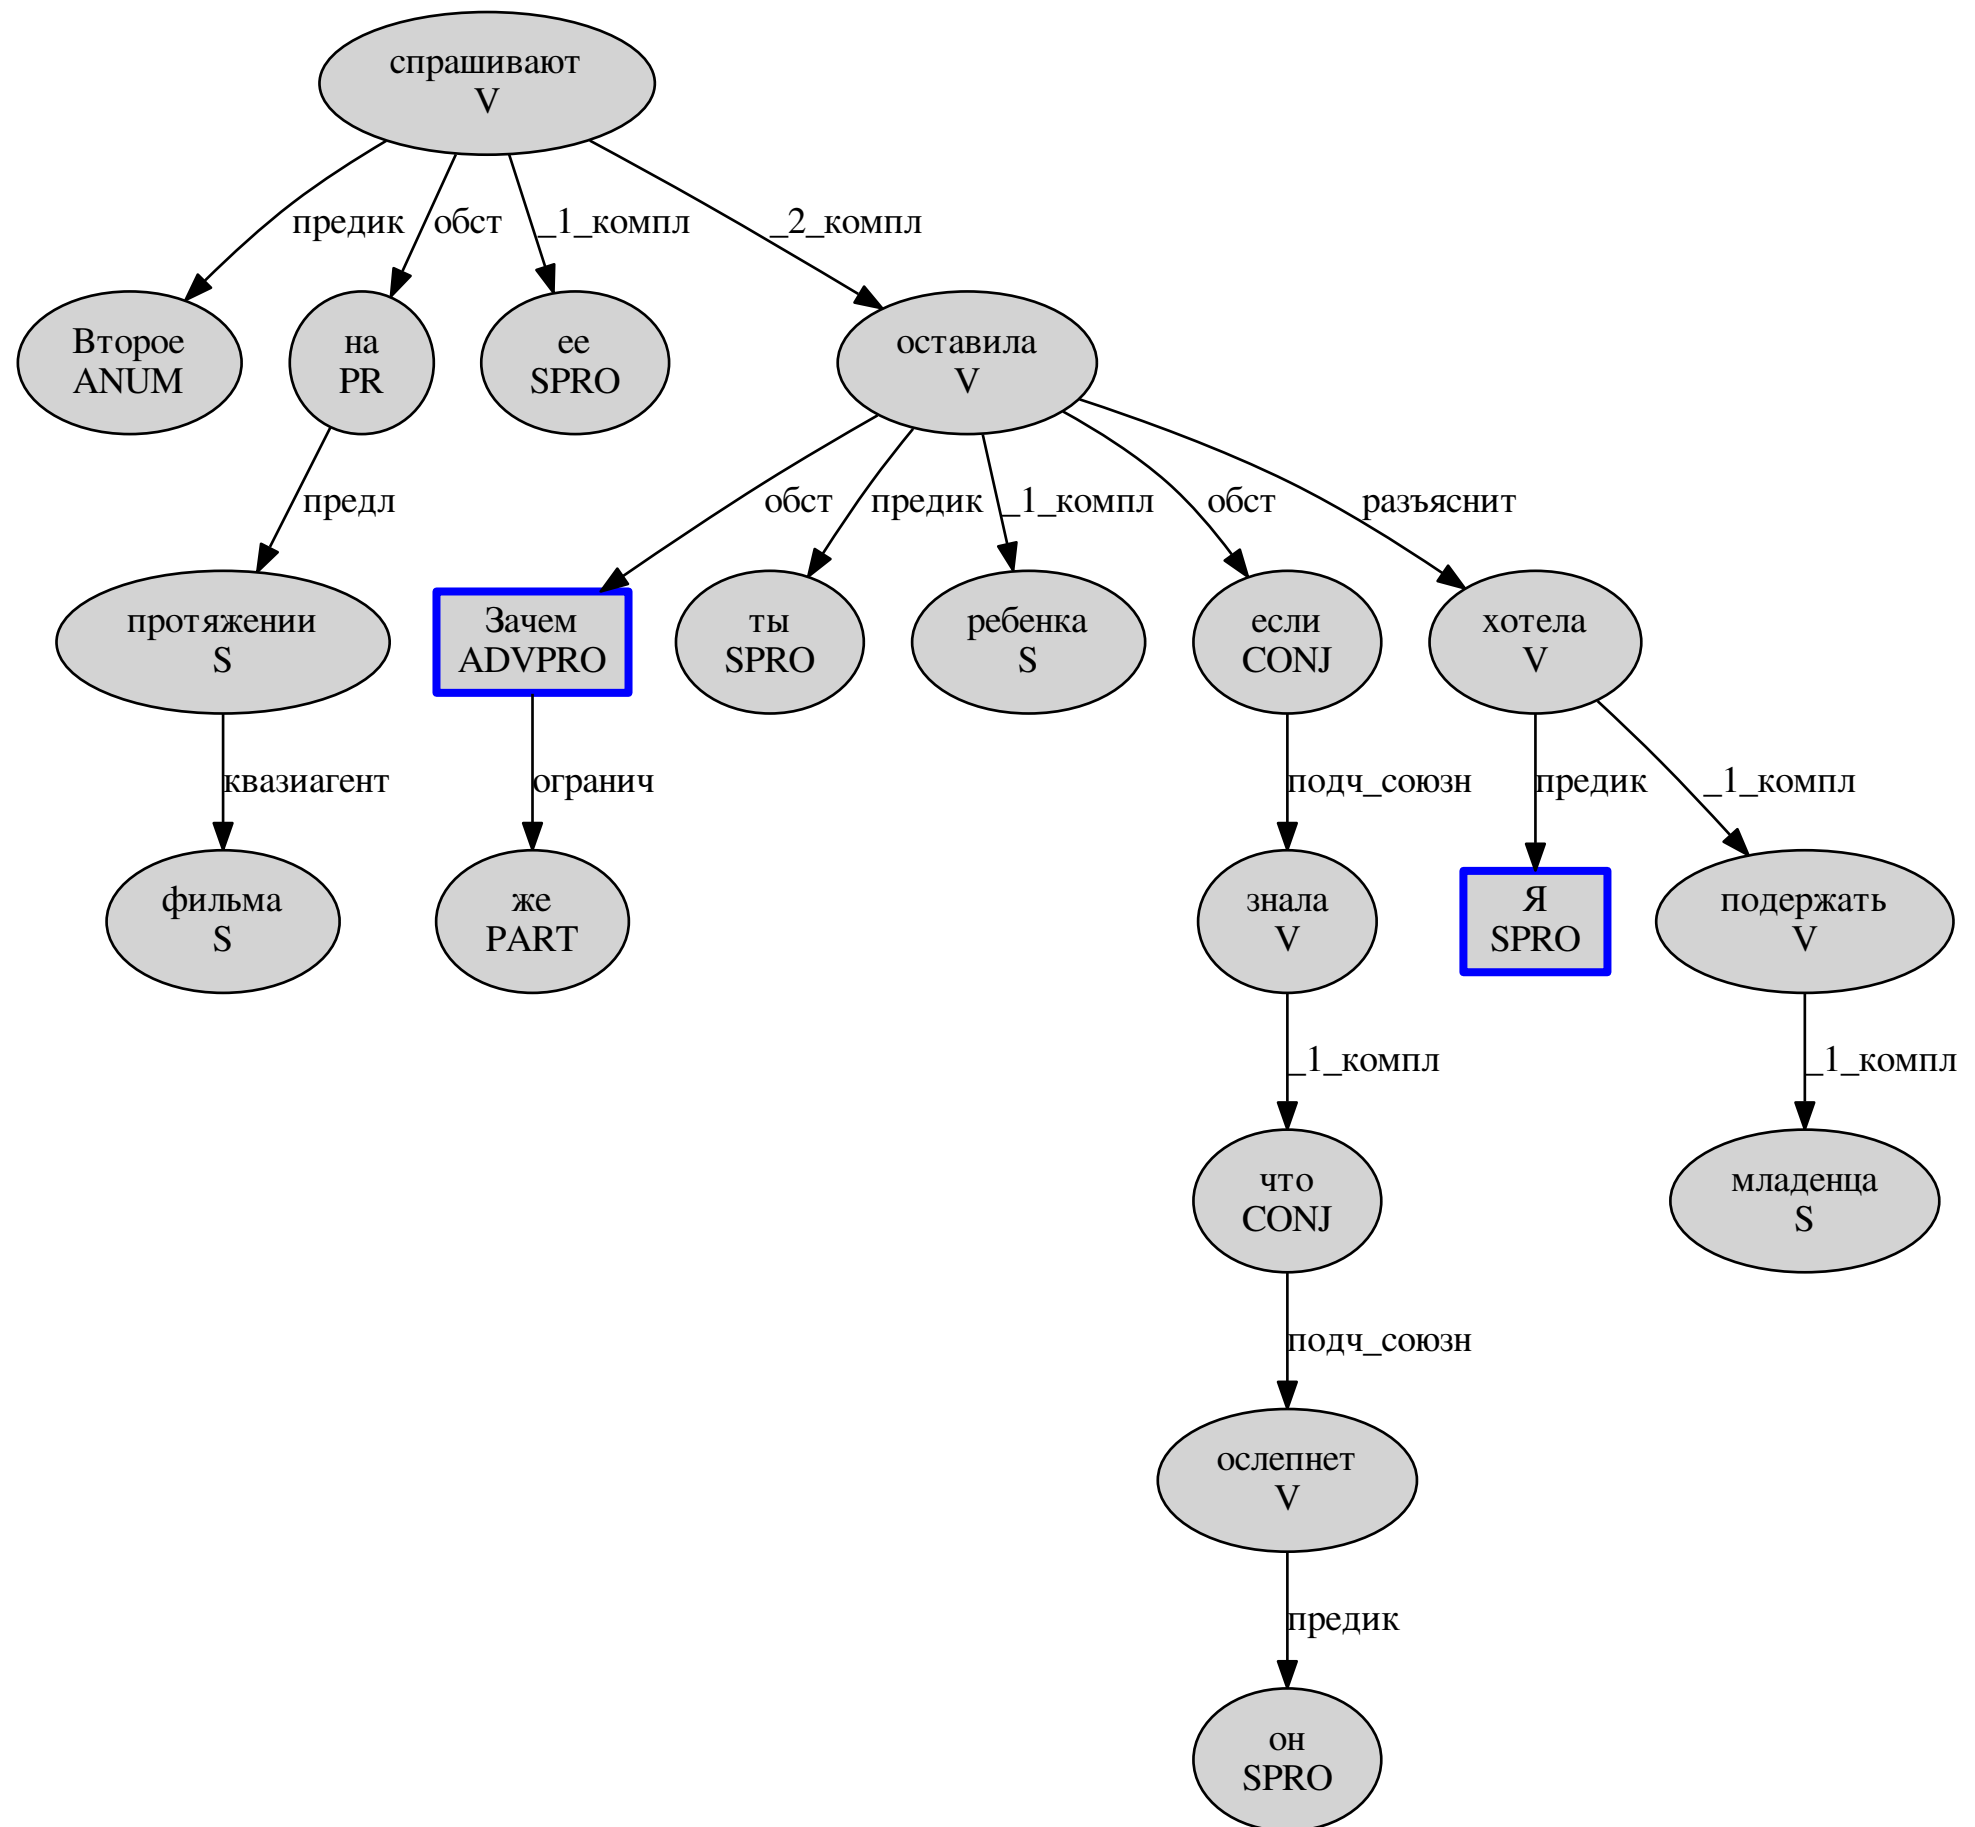 спрашивают
V
предик
обст
_1_компл
_2_компл
Второе
ANUM
на
PR
ее
SPRO
оставила
V
предл
обст
предик
_1_компл
обст
разъяснит
протяжении
S
Зачем
ADVPRO
ты
SPRO
ребенка
S
если
CONJ
хотела
V
квазиагент
огранич
подч_союзн
предик
_1_компл
фильма
S
же
PART
знала
V
Я
SPRO
подержать
V
_1_компл
_1_компл
что
CONJ
младенца
S
подч_союзн
ослепнет
V
предик
он
SPRO